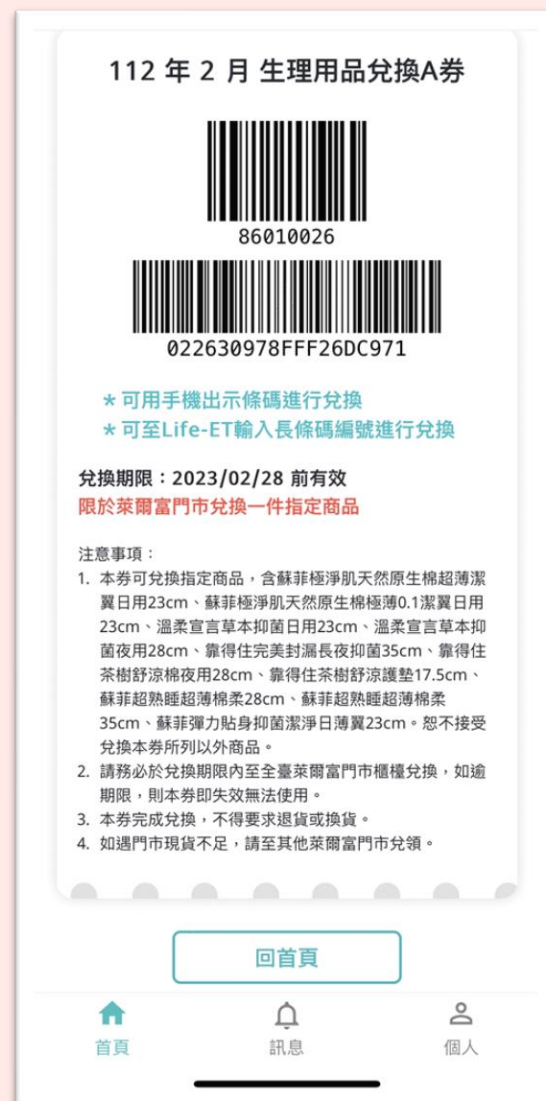 112 年 2 月 生理用品兌換A券
86010026
022630978FFF26DC971
＊可用手機出示條碼進行兌換
＊可至Life-ET輸入長條碼編號進行兌換
兌換期限：2023/02/28 前有效
限於萊爾富門市兌換一件指定商品
注意事項：
1. 本券可兌換指定商品，含蘇菲極淨肌天然原生棉超薄潔
翼日用23cm、蘇菲極淨肌天然原生棉極薄0.1潔翼日用
23cm、溫柔宣言草本抑菌日用23cm、溫柔宣言草本抑
菌夜用28cm、靠得住完美封漏長夜抑菌35cm、靠得住
茶樹舒涼棉夜用28cm、靠得住茶樹舒涼護墊17.5cm、
蘇菲超熟睡超薄棉柔28cm、蘇菲超熟睡超薄棉柔
35cm、蘇菲彈力貼身抑菌潔淨日薄翼23cm。恕不接受
兌換本券所列以外商品。
2. 請務必於兌換期限內至全臺萊爾富門市櫃檯兌換，如逾
期限，則本券即失效無法使用。
3. 本券完成兌換，不得要求退貨或換貨。
4. 如遇門市現貨不足，請至其他萊爾富門市兌領。
回首頁
首頁
訊息
個人